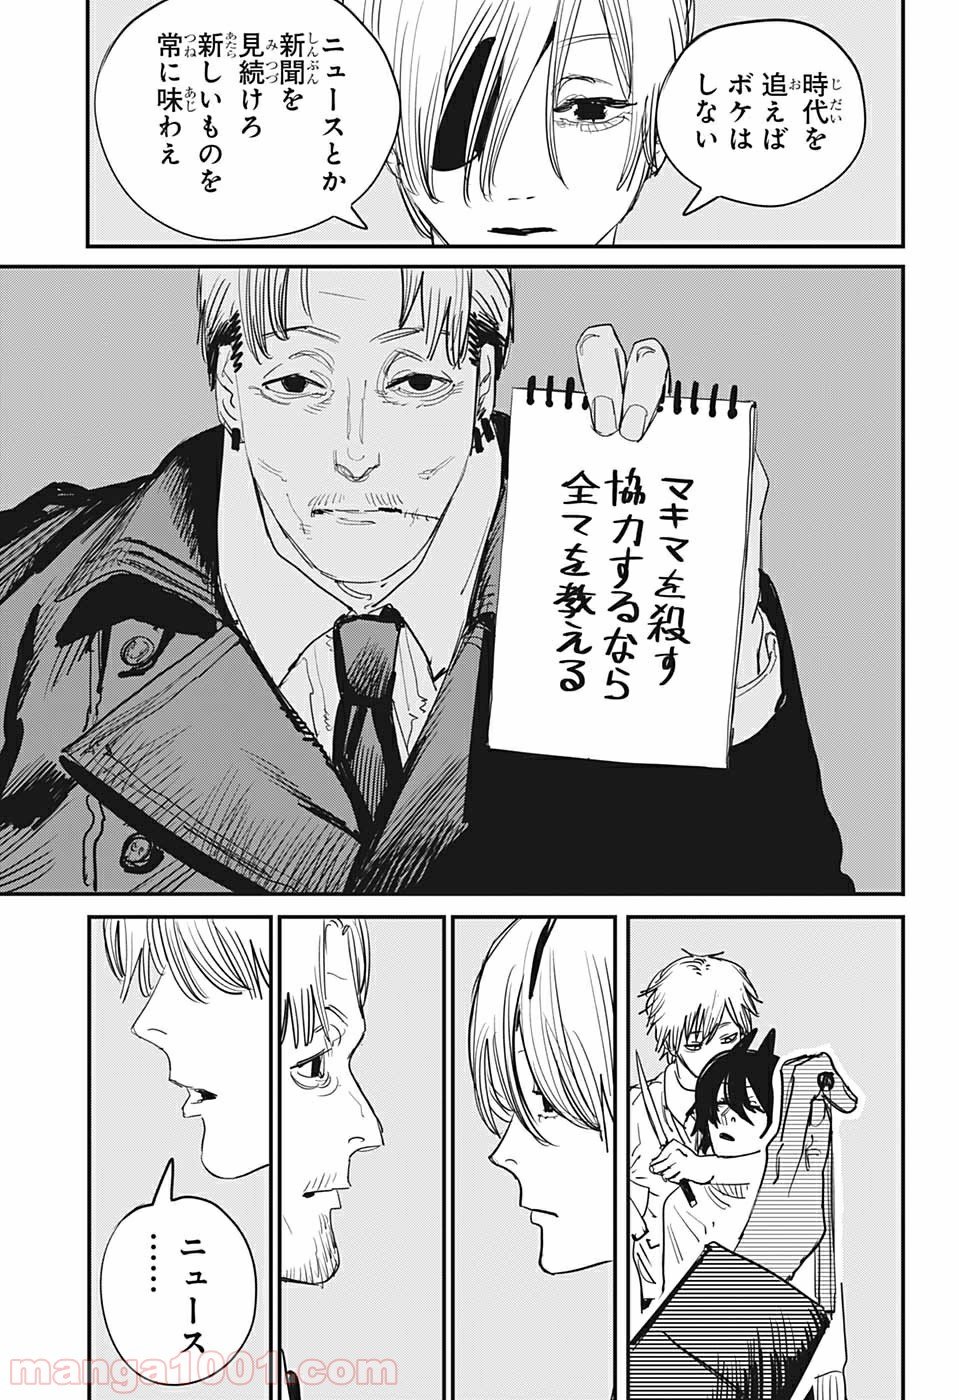 時代を
追えば
ボケは
しない
ニュースとか
新聞を
見続けろ
新しいものを
常に味わえ
マキマを殺す
協力するなら
全てを教える
……
ニュース
manga1001.com